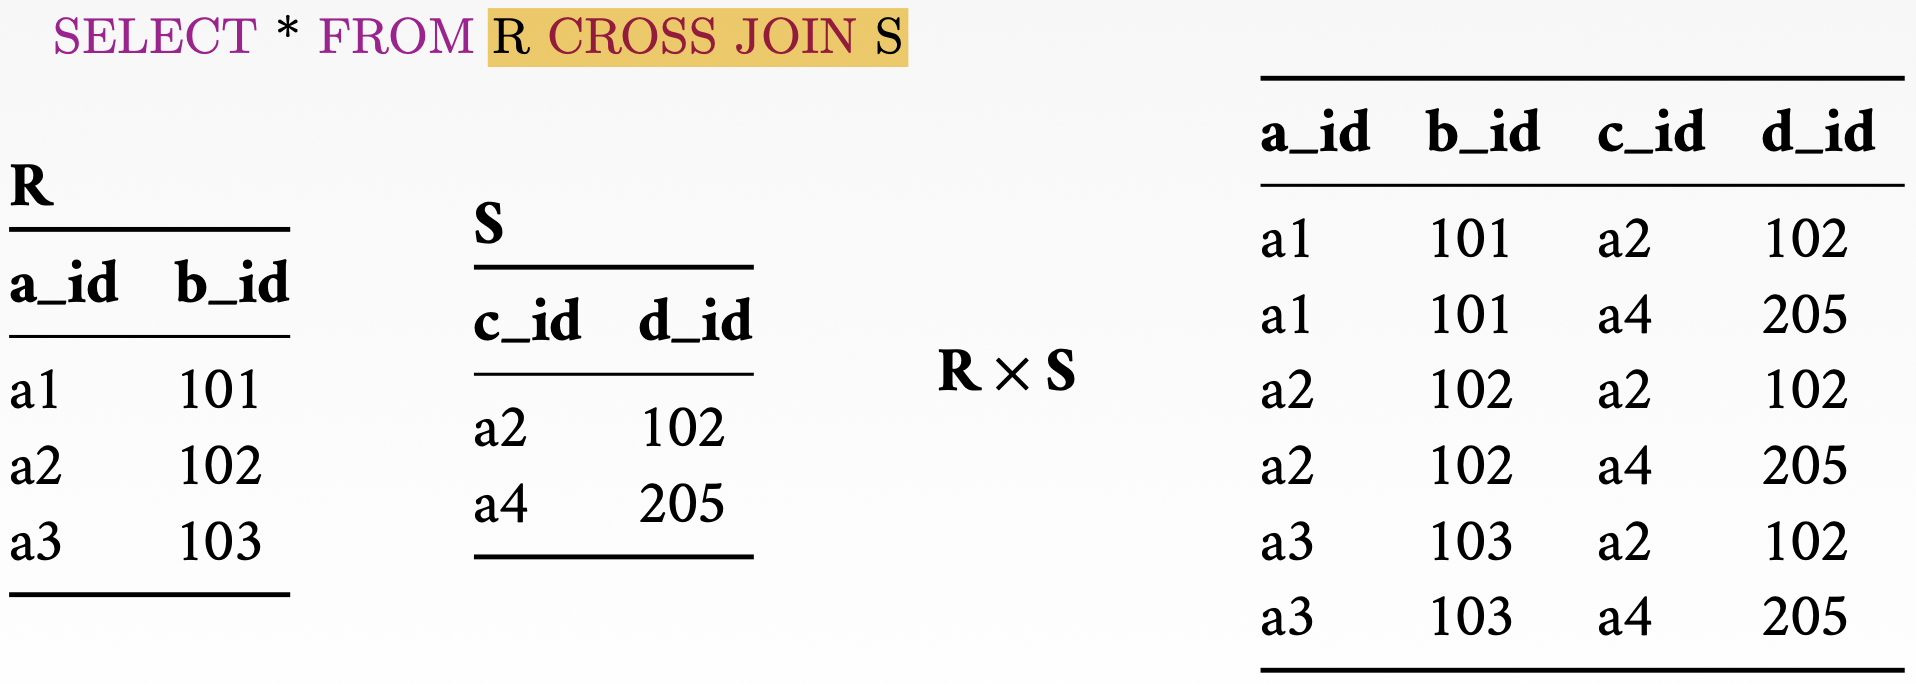 SELECT * FROM R CROSS JOIN S
R
a_id b_id
a1 101
a2 102
a3 103
S
c_id d_id
a2 102
a4 205
R × S
a_id b_id c_id d_id
a1 101 a2 102
a1 101 a4 205
a2 102 a2 102
a2 102 a4 205
a3 103 a2 102
a3 103 a4 205